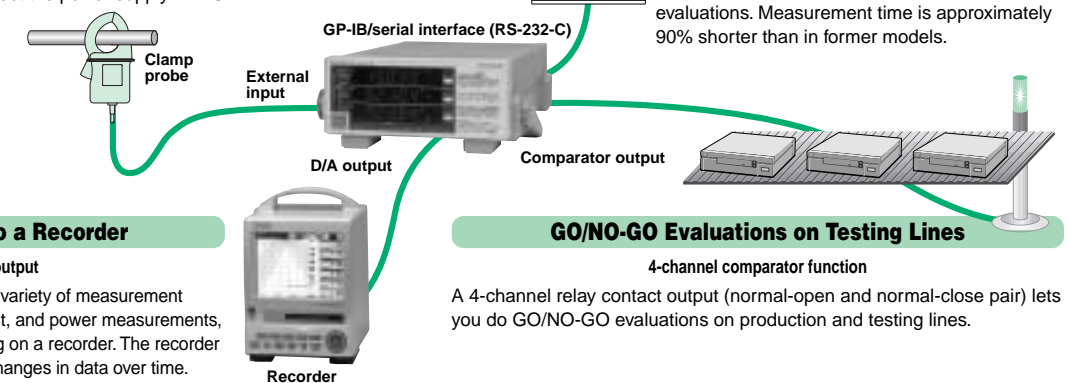 evaluations. Measurement time is approximately
90% shorter than in former models.
GP-IB/serial interface (RS-232-C)
Clamp
probe
External
input
D/A output
Comparator output
o a Recorder
output
variety of measurement
t, and power measurements,
g on a recorder. The recorder
hanges in data over time.
Recorder
GO/NO-GO Evaluations on Testing Lines
4-channel comparator function
A 4-channel relay contact output (normal-open and normal-close pair) lets
you do GO/NO-GO evaluations on production and testing lines.